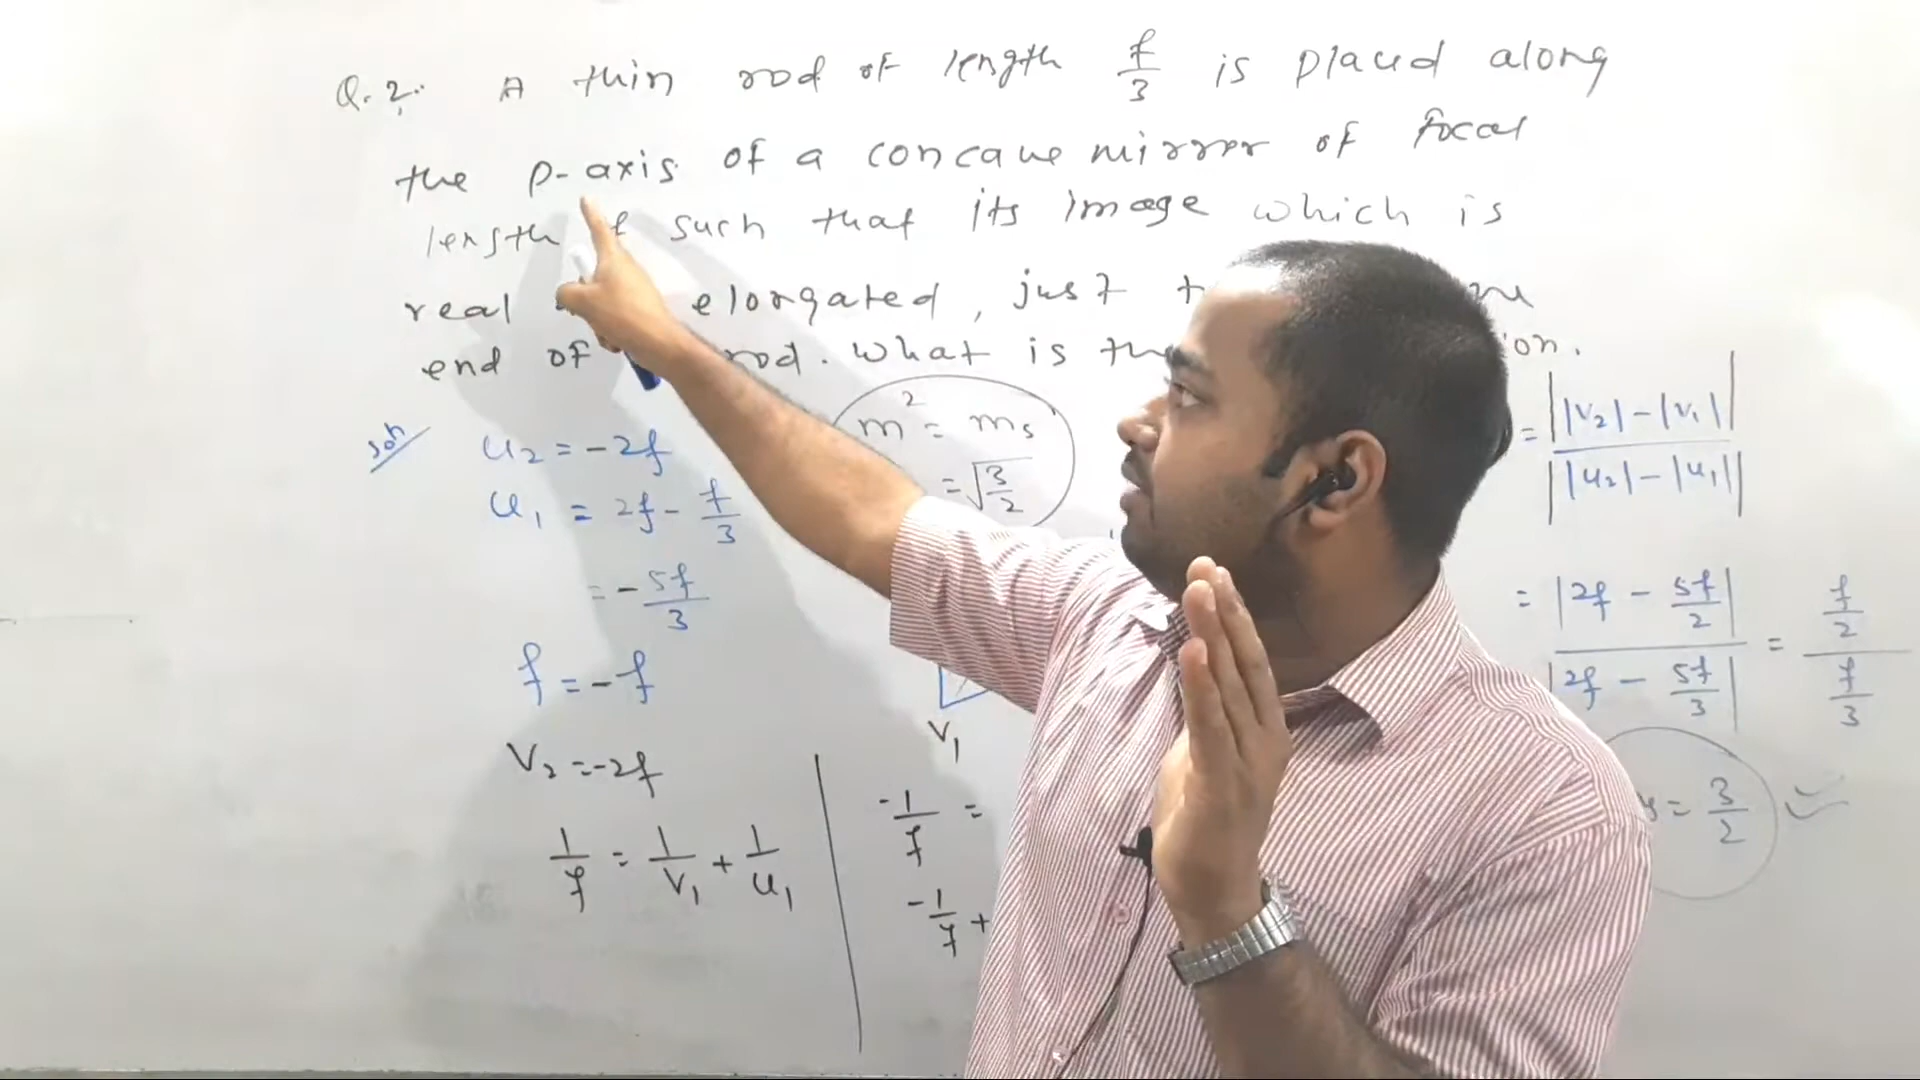 Q.2. A thin rod of length f/3 is placed along
the P-axis of a concave mirror of focal
length f such that its image which is
real elongated, just
end of rod. what is
soln
u₂ = -2f
u₁ = 2f - f/3
= - 5f/3
f = -f
v₂ = -2f
1/f = 1/v₁ + 1/u₁
m² = ms
= √3/2
v₁
-1/f =
-1/f +
= ||v₂| - |v₁|| / ||u₂| - |u₁||
= |2f - 5f/2| / |2f - 5f/3| = f/2 / f/3
= 3/2